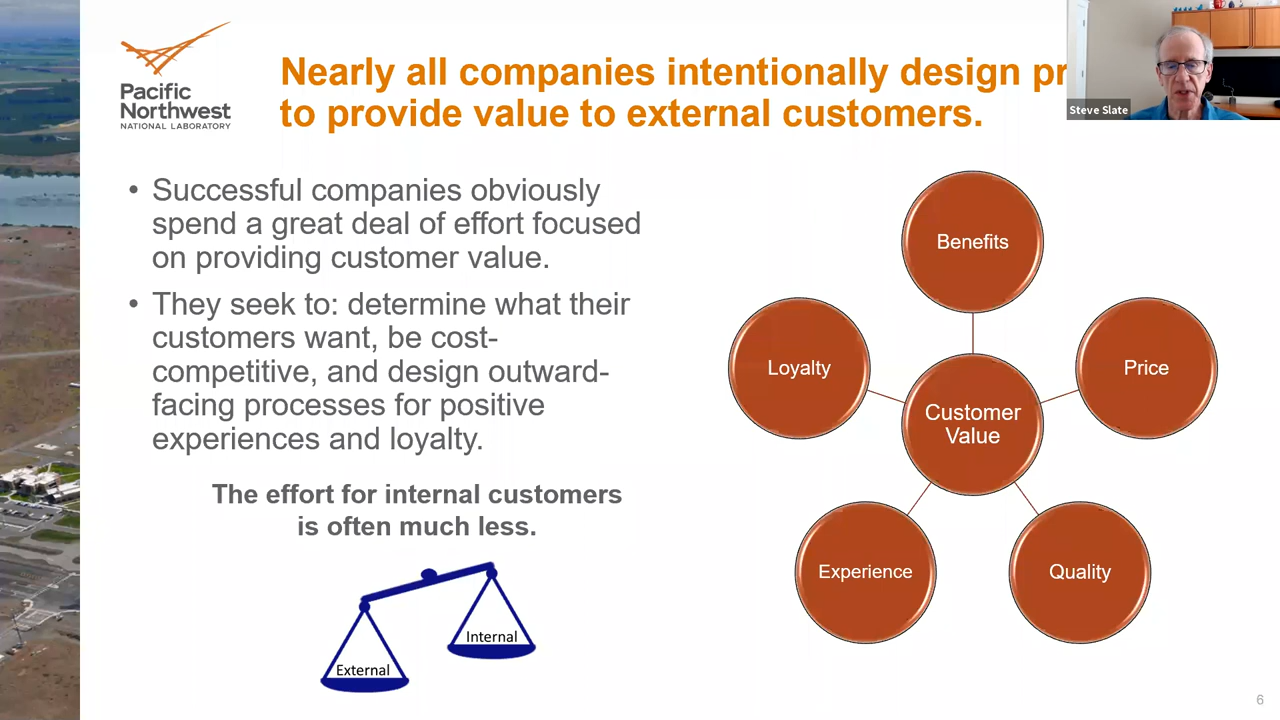 Pacific
Northwest
NATIONAL LABORATORY
Nearly all companies intentionally design pr
to provide value to external customers.
Steve Slate
• Successful companies obviously
spend a great deal of effort focused
on providing customer value.
• They seek to: determine what their
customers want, be cost-
competitive, and design outward-
facing processes for positive
experiences and loyalty.
The effort for internal customers
is often much less.
External
Internal
Benefits
Loyalty
Price
Customer
Value
Experience
Quality
6